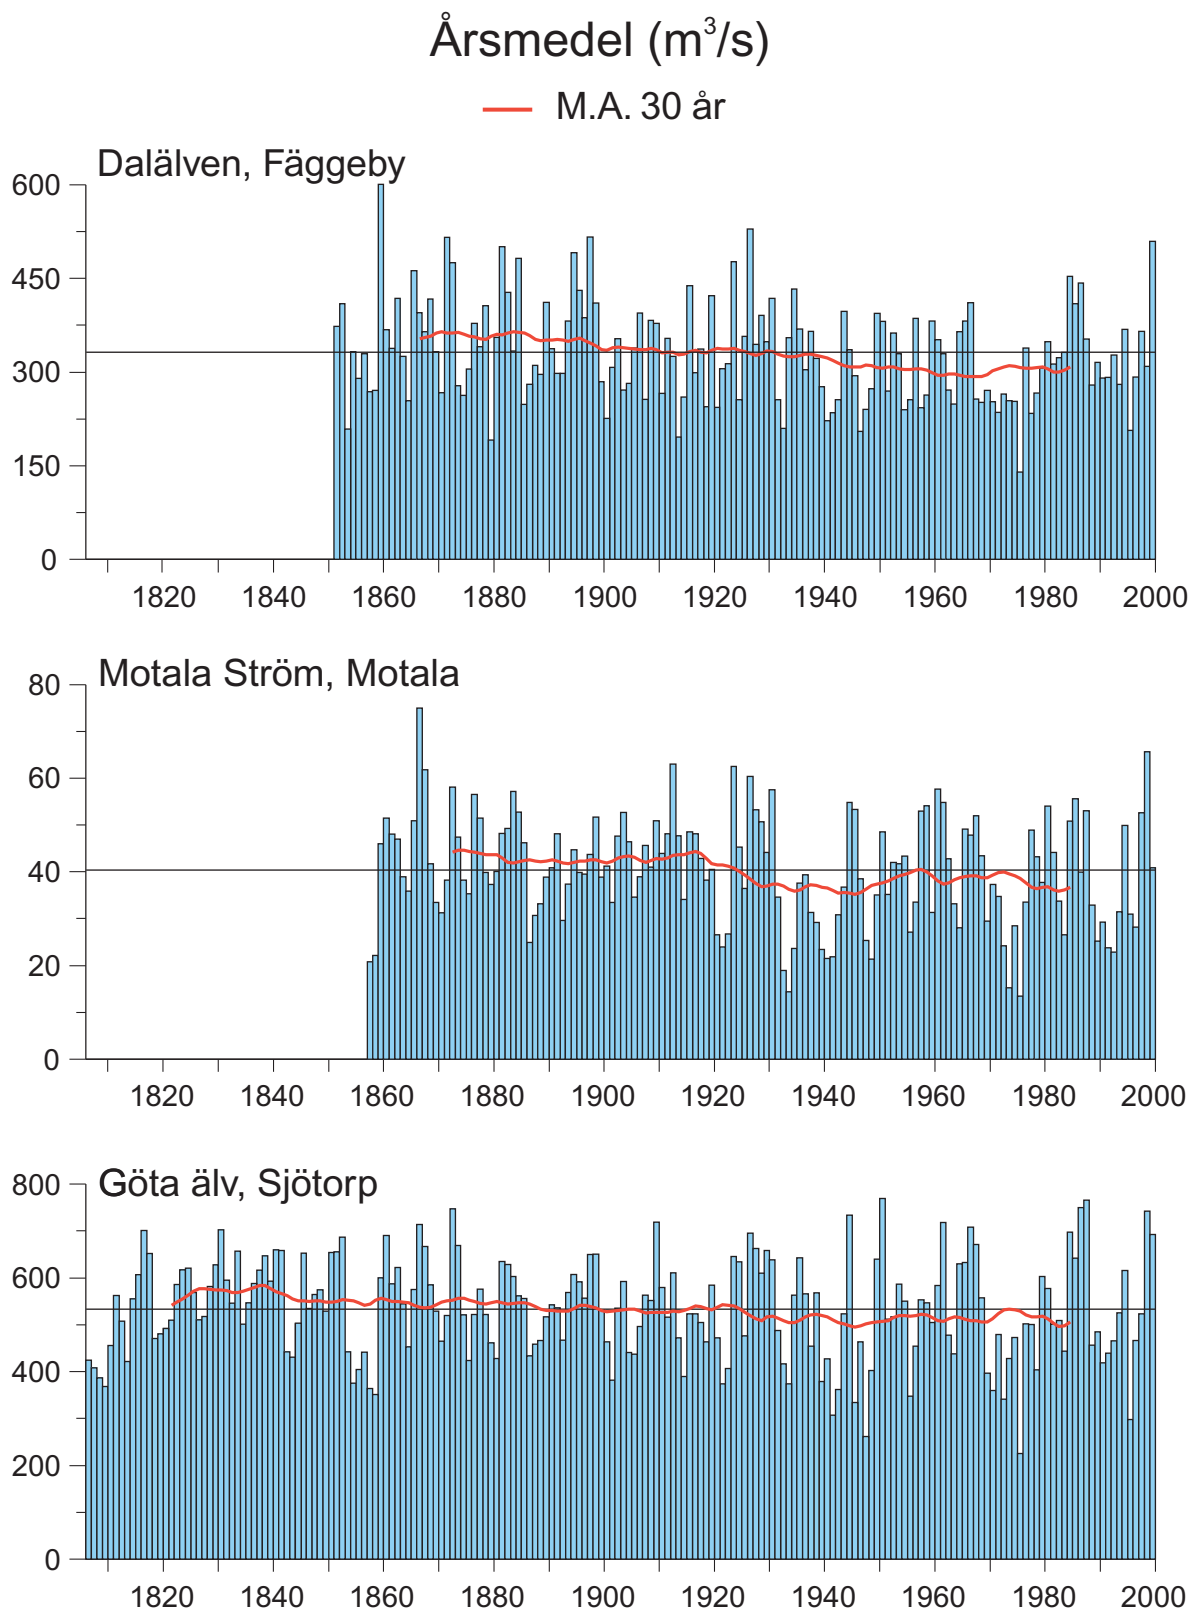 Årsmedel (m³/s)
M.A. 30 år
Dalälven, Fäggeby
600
450
300
150
0
1820 1840 1860 1880 1900 1920 1940 1960 1980 2000
Motala Ström, Motala
80
60
40
20
0
1820 1840 1860 1880 1900 1920 1940 1960 1980 2000
Göta älv, Sjötorp
800
600
400
200
0
1820 1840 1860 1880 1900 1920 1940 1960 1980 2000